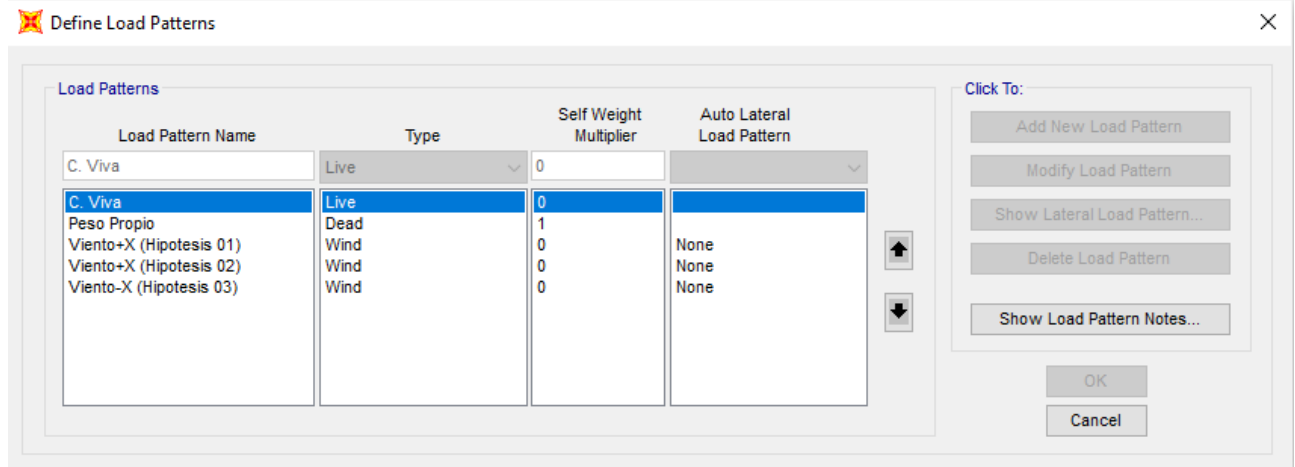 Define Load Patterns
Load Patterns
Click To:
Load Pattern Name Type Self Weight Multiplier Auto Lateral Load Pattern
C. Viva Live 0
C. Viva Live 0
Peso Propio Dead 1
Viento+X (Hipotesis 01) Wind 0 None
Viento+X (Hipotesis 02) Wind 0 None
Viento-X (Hipotesis 03) Wind 0 None
Add New Load Pattern
Modify Load Pattern
Show Lateral Load Pattern...
Delete Load Pattern
Show Load Pattern Notes...
OK
Cancel